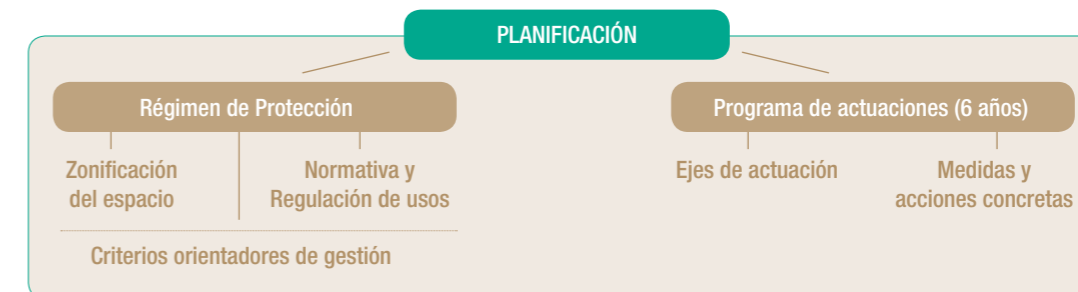 PLANIFICACIÓN
Régimen de Protección
Programa de actuaciones (6 años)
Zonificación
del espacio
Normativa y
Regulación de usos
Criterios orientadores de gestión
Ejes de actuación
Medidas y
acciones concretas